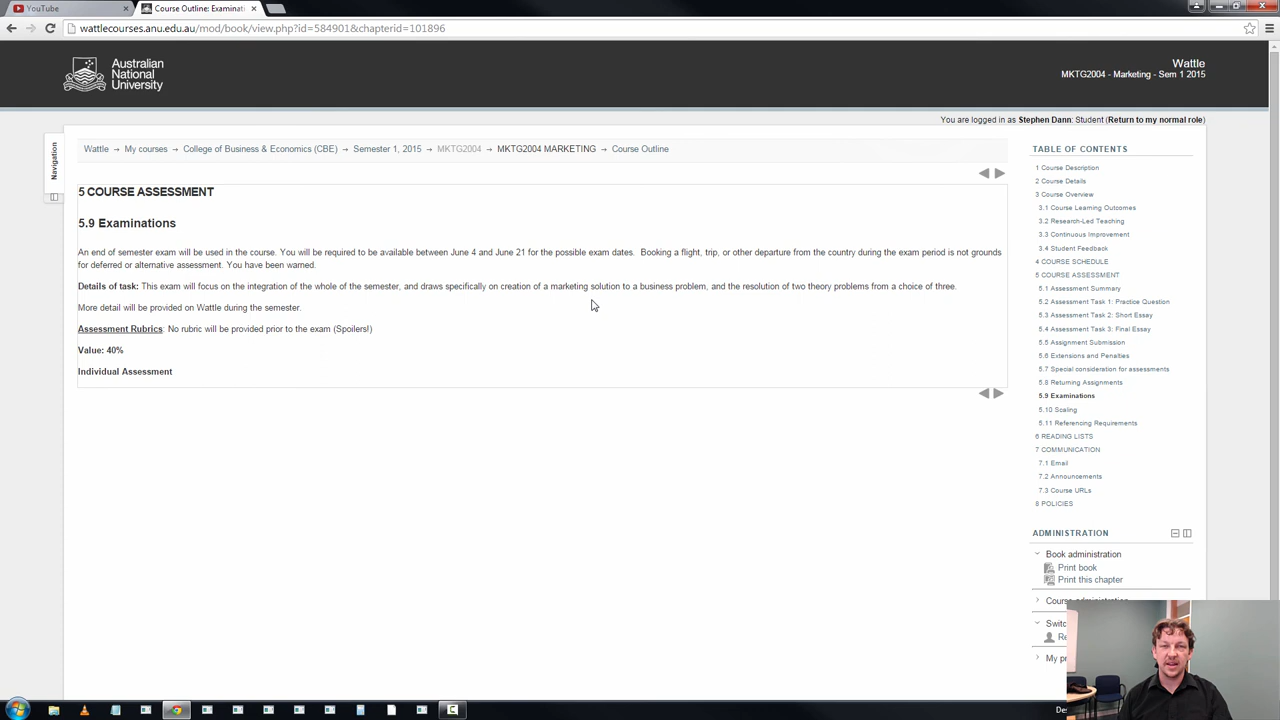 YouTube
Course Outline: Examinati
wattlecourses.anu.edu.au/mod/book/view.php?id=584901&chapterid=101896
Australian
National
University
Wattle
MKTG2004 - Marketing - Sem 1 2015
You are logged in as Stephen Dann: Student (Return to my normal role)
Navigation
Wattle → My courses → College of Business & Economics (CBE) → Semester 1, 2015 → MKTG2004 → MKTG2004 MARKETING → Course Outline
5 COURSE ASSESSMENT
5.9 Examinations
An end of semester exam will be used in the course. You will be required to be available between June 4 and June 21 for the possible exam dates. Booking a flight, trip, or other departure from the country during the exam period is not grounds
for deferred or alternative assessment. You have been warned.
Details of task: This exam will focus on the integration of the whole of the semester, and draws specifically on creation of a marketing solution to a business problem, and the resolution of two theory problems from a choice of three.
More detail will be provided on Wattle during the semester.
Assessment Rubrics: No rubric will be provided prior to the exam (Spoilers!)
Value: 40%
Individual Assessment
TABLE OF CONTENTS
1 Course Description
2 Course Details
3 Course Overview
3.1 Course Learning Outcomes
3.2 Research-Led Teaching
3.3 Continuous Improvement
3.4 Student Feedback
4 COURSE SCHEDULE
5 COURSE ASSESSMENT
5.1 Assessment Summary
5.2 Assessment Task 1: Practice Question
5.3 Assessment Task 2: Short Essay
5.4 Assessment Task 3: Final Essay
5.5 Assignment Submission
5.6 Extensions and Penalties
5.7 Special consideration for assessments
5.8 Returning Assignments
5.9 Examinations
5.10 Scaling
5.11 Referencing Requirements
6 READING LISTS
7 COMMUNICATION
7.1 Email
7.2 Announcements
7.3 Course URLs
8 POLICIES
ADMINISTRATION
Book administration
Print book
Print this chapter
Course administration
Switc
Re
My pr
De